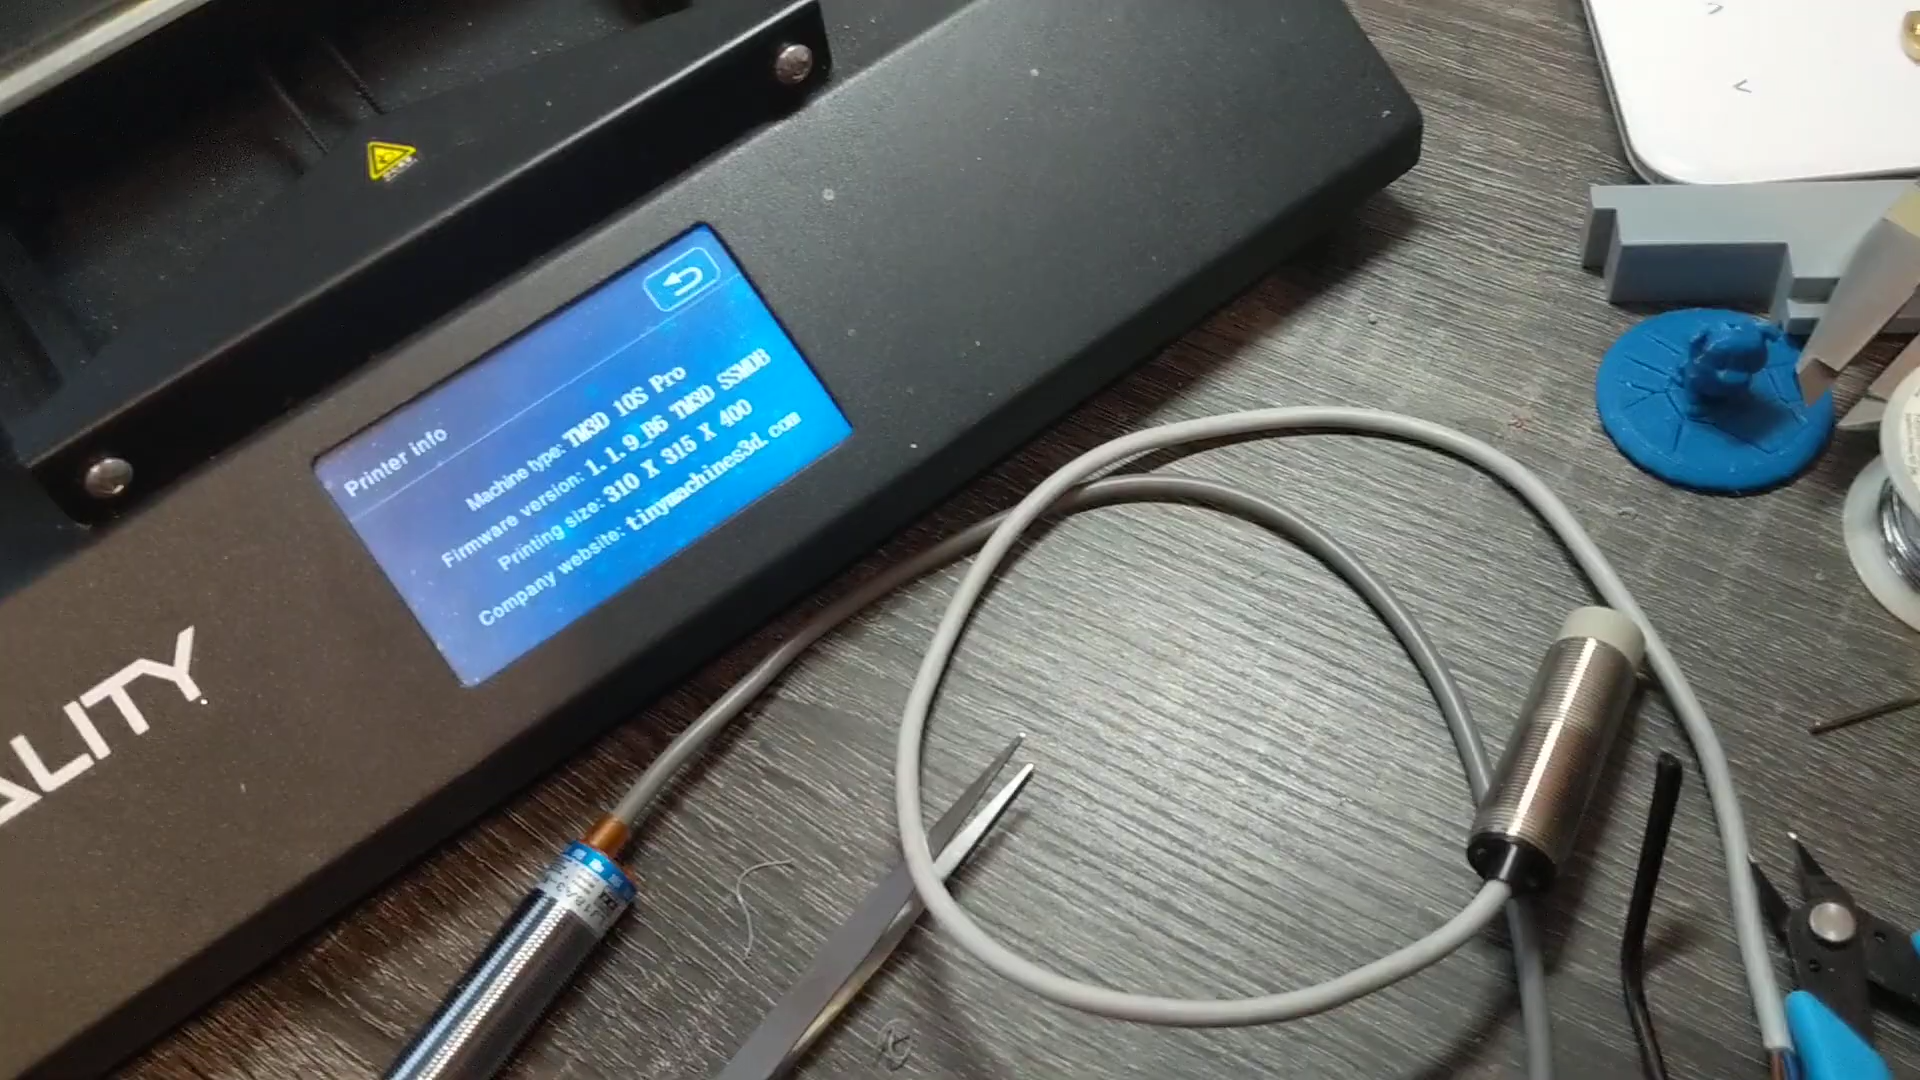 Printer info
Machine type: TM3D 10S Pro
Firmware version: 1.1.9_B6 TM3D SSMDB
Printing size: 310 X 315 X 400
Company website: tinymachines3d.com
ALITY